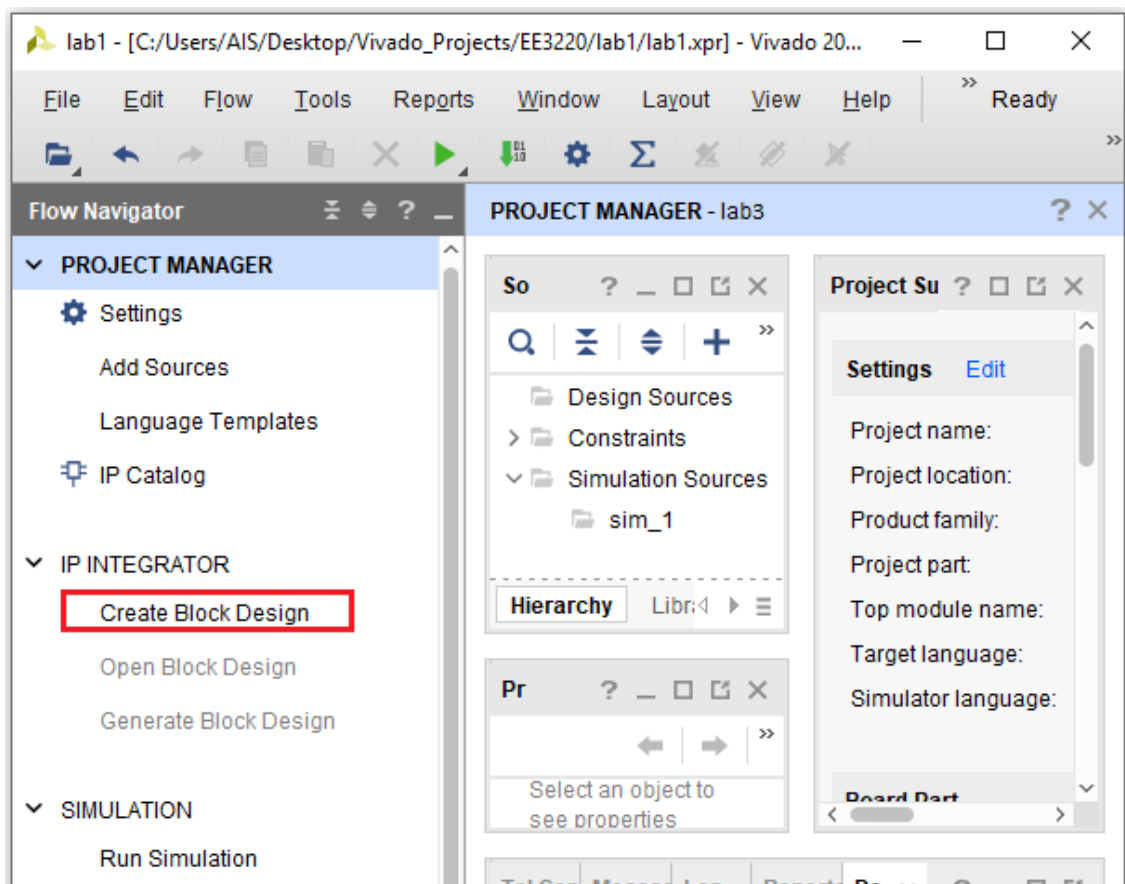 lab1 - [C:/Users/AIS/Desktop/Vivado_Projects/EE3220/lab1/lab1.xpr] - Vivado 20...
File Edit Flow Tools Reports Window Layout View Help » Ready
»
Flow Navigator ? _
PROJECT MANAGER
Settings
Add Sources
Language Templates
IP Catalog
IP INTEGRATOR
Create Block Design
Open Block Design
Generate Block Design
SIMULATION
Run Simulation
PROJECT MANAGER - lab3 ?
So ? _
»
Design Sources
Constraints
Simulation Sources
sim_1
Hierarchy Libr
Pr ? _
»
Select an object to
see properties
Project Su ?
Settings Edit
Project name:
Project location:
Product family:
Project part:
Top module name:
Target language:
Simulator language:
Board Part